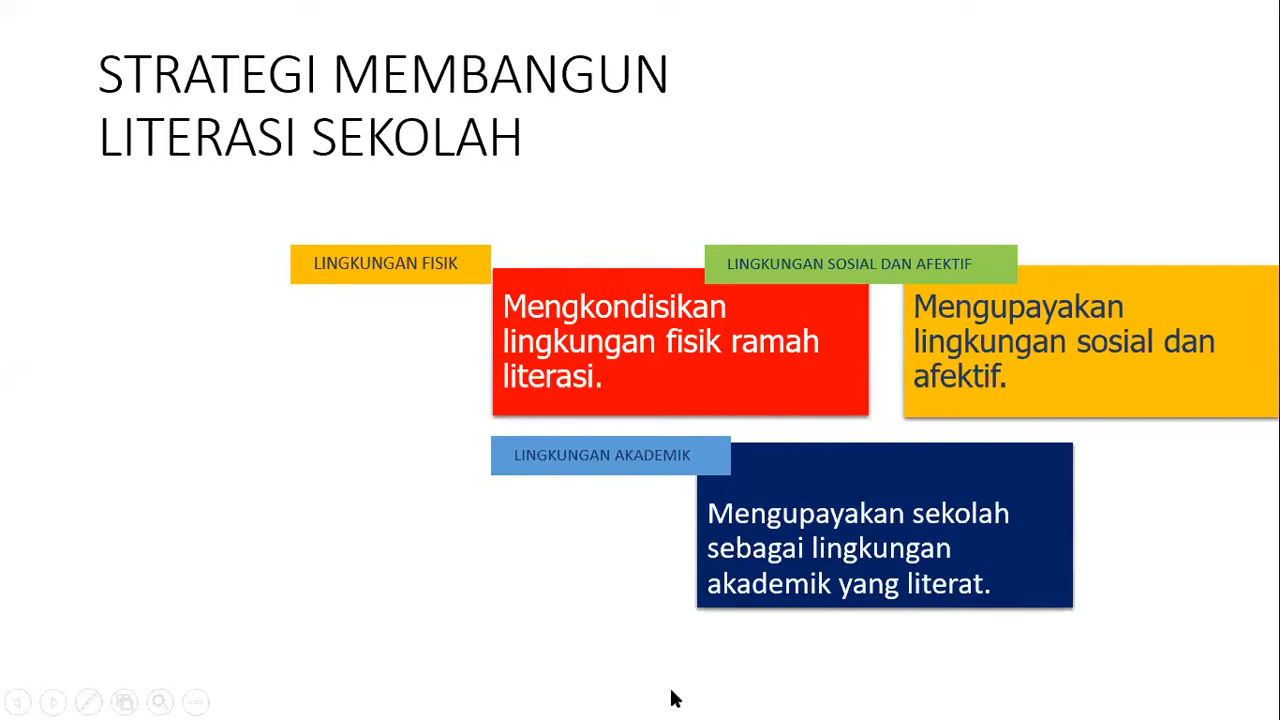 STRATEGI MEMBANGUN
LITERASI SEKOLAH
LINGKUNGAN FISIK
Mengkondisikan
lingkungan fisik ramah
literasi.
LINGKUNGAN SOSIAL DAN AFEKTIF
Mengupayakan
lingkungan sosial dan
afektif.
LINGKUNGAN AKADEMIK
Mengupayakan sekolah
sebagai lingkungan
akademik yang literat.